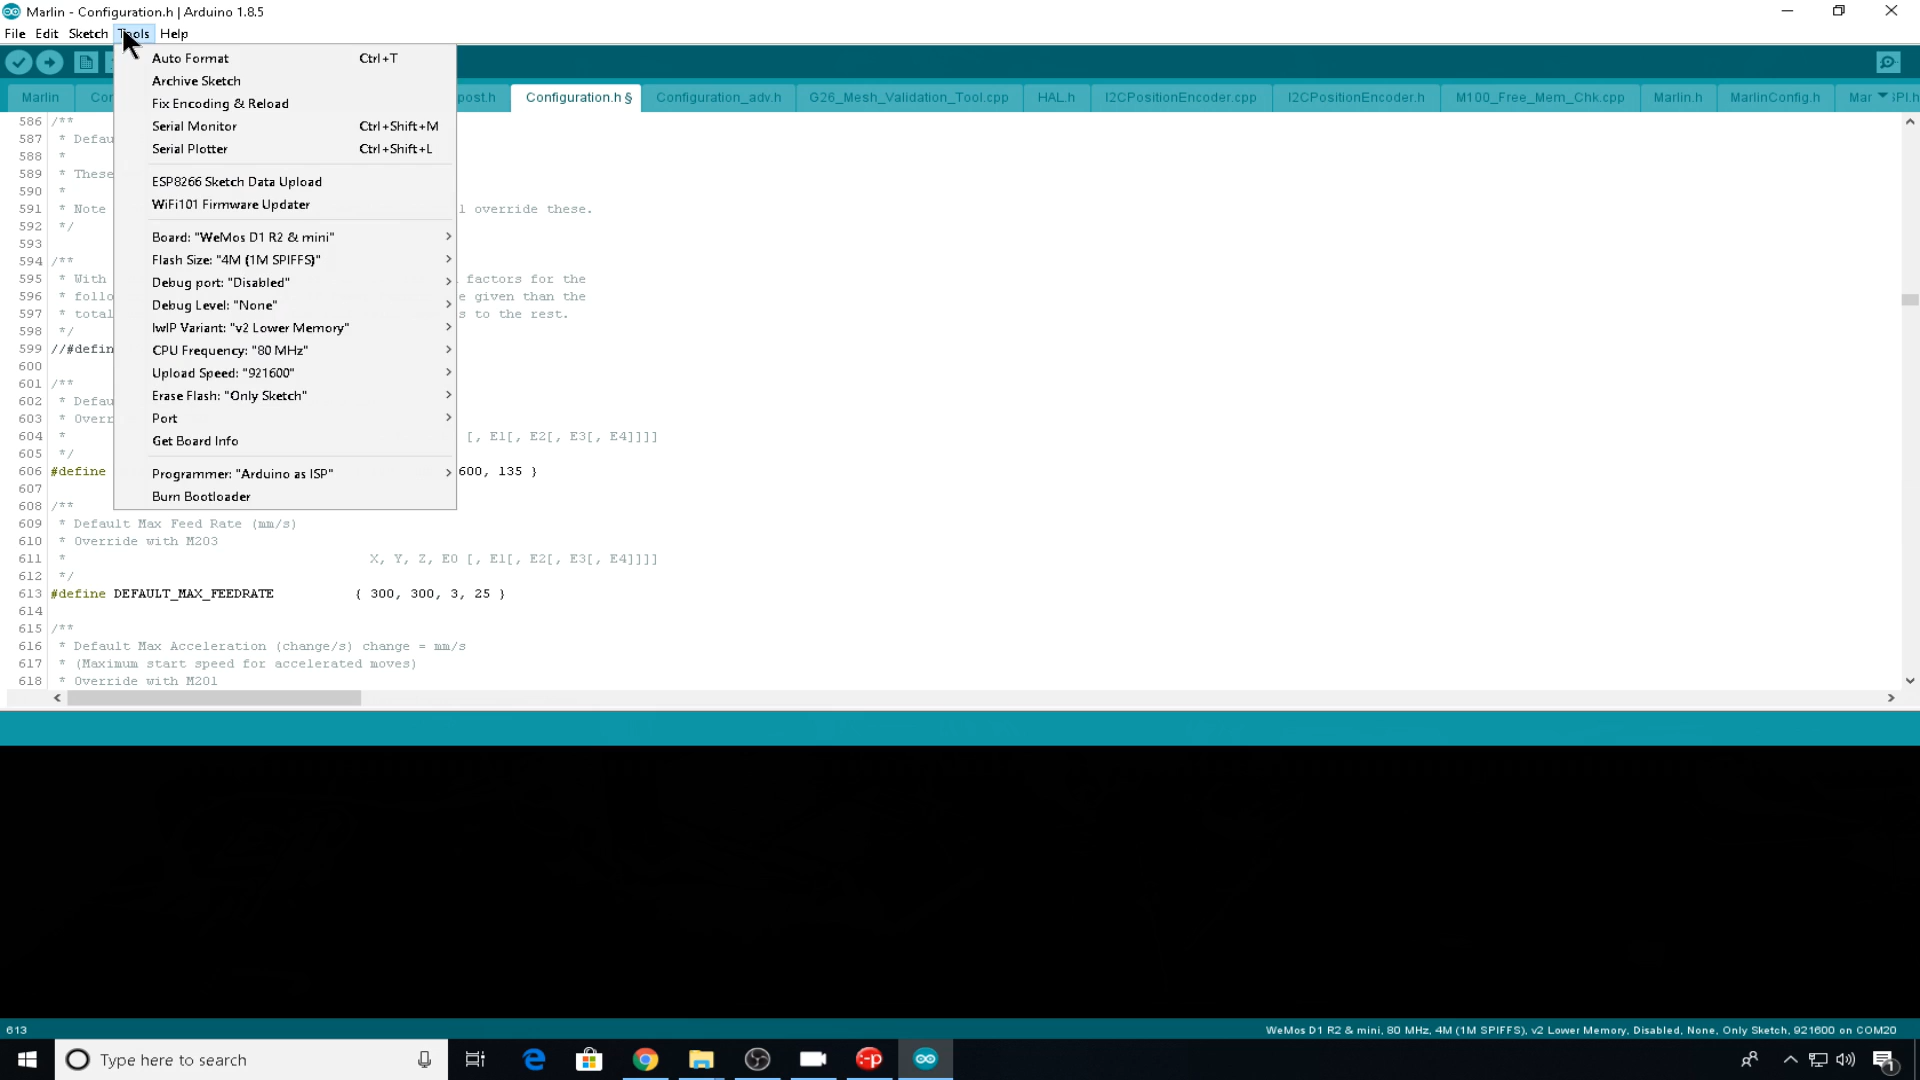 Marlin - Configuration.h | Arduino 1.8.5
File Edit Sketch Tools Help
Marlin Cor post.h Configuration.h § Configuration_adv.h G26_Mesh_Validation_Tool.cpp HAL.h I2CPositionEncoder.cpp I2CPositionEncoder.h M100_Free_Mem_Chk.cpp Marlin.h MarlinConfig.h Mar SPI.h
Auto Format Ctrl+T
Archive Sketch
Fix Encoding & Reload
Serial Monitor Ctrl+Shift+M
Serial Plotter Ctrl+Shift+L
ESP8266 Sketch Data Upload
WiFi101 Firmware Updater
Board: "WeMos D1 R2 & mini"
Flash Size: "4M (1M SPIFFS)"
Debug port: "Disabled"
Debug Level: "None"
lwIP Variant: "v2 Lower Memory"
CPU Frequency: "80 MHz"
Upload Speed: "921600"
Erase Flash: "Only Sketch"
Port
Get Board Info
Programmer: "Arduino as ISP"
Burn Bootloader
586 /**
587 * Defau
588 *
589 * These
590 *
591 * Note l override these.
592 */
593
594 /**
595 * With factors for the
596 * follo e given than the
597 * total s to the rest.
598 */
599 //#defin
600
601 /**
602 * Defau
603 * Overr
604 * [, E1[, E2[, E3[, E4]]]]
605 */
606 #define 600, 135 }
607
608 /**
609 * Default Max Feed Rate (mm/s)
610 * Override with M203
611 * X, Y, Z, E0 [, E1[, E2[, E3[, E4]]]]
612 */
613 #define DEFAULT_MAX_FEEDRATE { 300, 300, 3, 25 }
614
615 /**
616 * Default Max Acceleration (change/s) change = mm/s
617 * (Maximum start speed for accelerated moves)
618 * Override with M201
613 WeMos D1 R2 & mini, 80 MHz, 4M (1M SPIFFS), v2 Lower Memory, Disabled, None, Only Sketch, 921600 on COM20
Type here to search
1